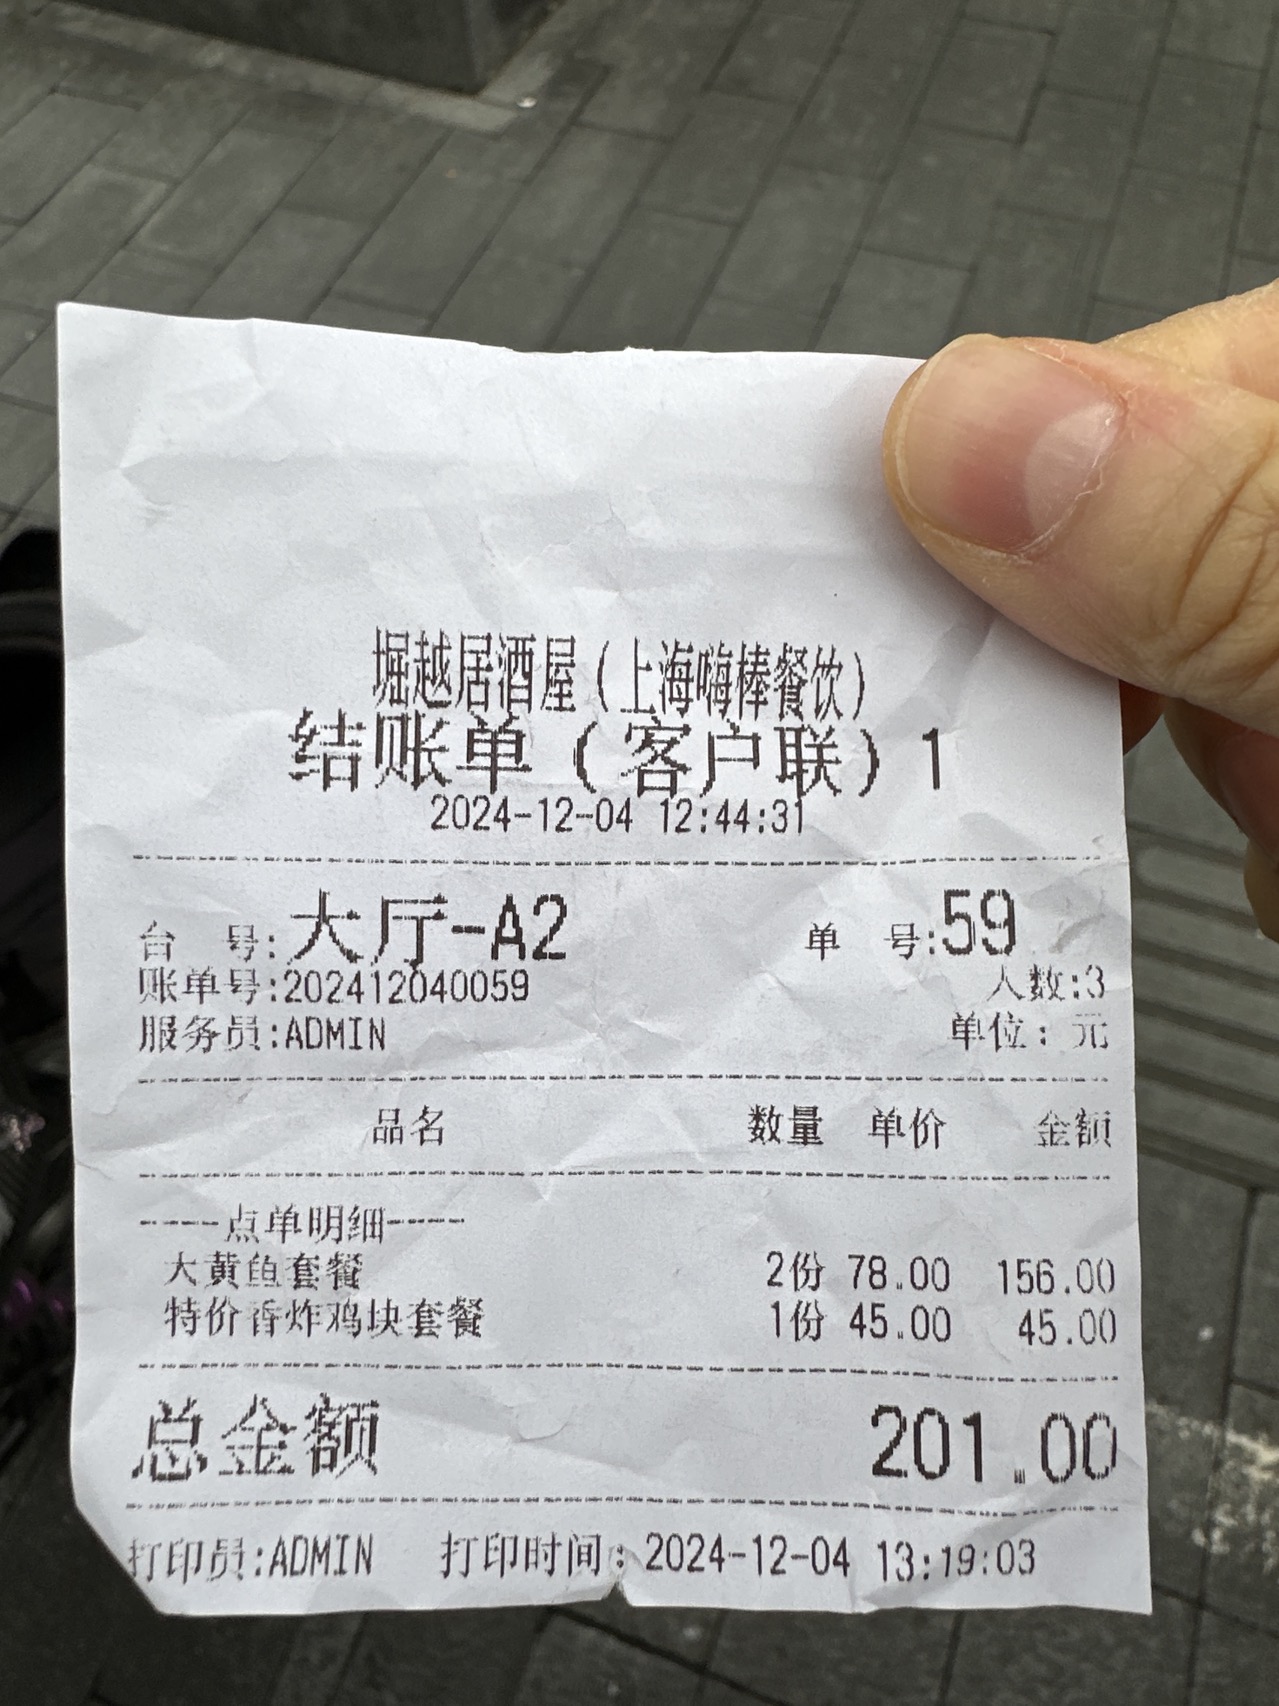 堀越居酒屋(上海嗨棒餐饮)
结账单(客户联)1
2024-12-04 12:44:31
台 号:大厅-A2 单 号:59
账单号:202412040059 人数:3
服务员:ADMIN 单位:元
品名 数量 单价 金额
----点单明细----
大黄鱼套餐 2份 78.00 156.00
特价香炸鸡块套餐 1份 45.00 45.00
总金额 201.00
打印员:ADMIN 打印时间:2024-12-04 13:19:03